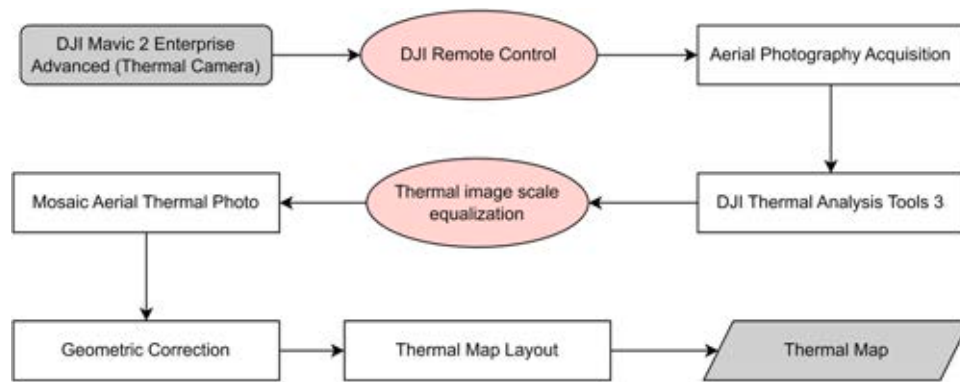 DJI Mavic 2 Enterprise
Advanced (Thermal Camera)
DJI Remote Control
Aerial Photography Acquisition
Mosaic Aerial Thermal Photo
Thermal image scale
equalization
DJI Thermal Analysis Tools 3
Geometric Correction
Thermal Map Layout
Thermal Map